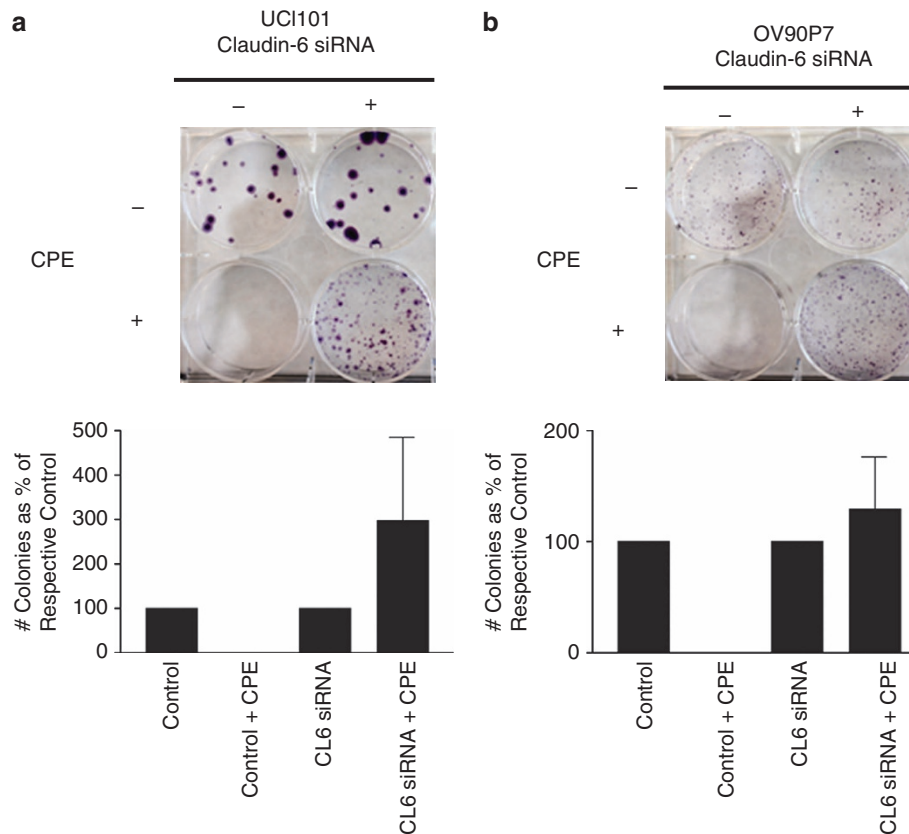 a
UCI101
Claudin-6 siRNA
– +
–
CPE
+
# Colonies as % of
Respective Control
500
400
300
200
100
0
Control
Control + CPE
CL6 siRNA
CL6 siRNA + CPE
b
OV90P7
Claudin-6 siRNA
– +
–
CPE
+
# Colonies as % of
Respective Control
200
100
0
Control
Control + CPE
CL6 siRNA
CL6 siRNA + CPE